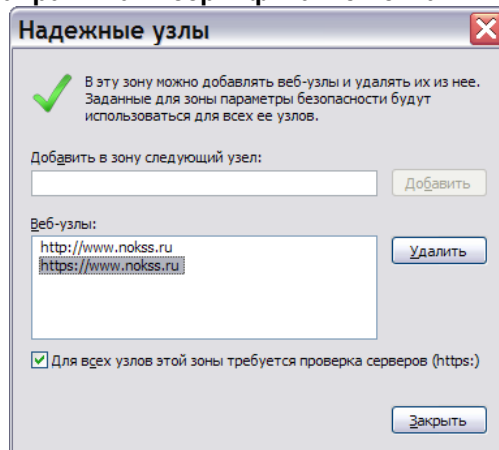 Надежные узлы
В эту зону можно добавлять веб-узлы и удалять их из нее.
Заданные для зоны параметры безопасности будут
использоваться для всех ее узлов.
Добавить в зону следующий узел:
Добавить
Веб-узлы:
http://www.nokss.ru
https://www.nokss.ru
Удалить
Для всех узлов этой зоны требуется проверка серверов (https:)
Закрыть